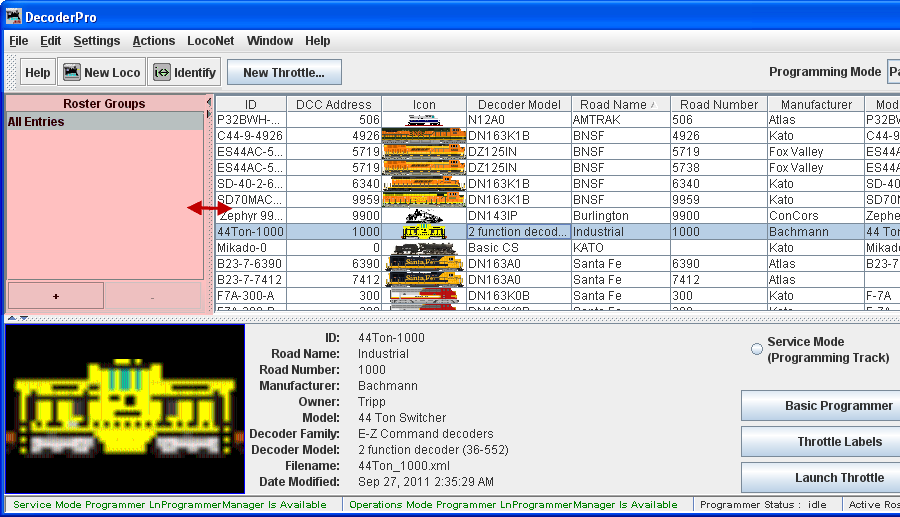 DecoderPro
File Edit Settings Actions LocoNet Window Help
Help New Loco Identify New Throttle... Programming Mode Pa
Roster Groups
All Entries
+ -
ID DCC Address Icon Decoder Model Road Name Road Number Manufacturer Mod
P32BWH-... 506 N12A0 AMTRAK 506 Atlas P32BV
C44-9-4926 4926 DN163K1B BNSF 4926 Kato C44-9
ES44AC-5... 5719 DZ125IN BNSF 5719 Fox Valley ES44A
ES44AC-5... 5719 DZ125IN BNSF 5738 Fox Valley ES44A
SD-40-2-6... 6340 DN163K1B BNSF 6340 Kato SD-40
SD70MAC... 9959 DN163K1B BNSF 9959 Kato SD70M
Zephyr 99... 9900 DN143IP Burlington 9900 ConCors Zephe
44Ton-1000 1000 2 function decod... Industrial 1000 Bachmann 44 Ton
Mikado-0 0 Basic CS KATO Kato Mikado
B23-7-6390 6390 DN163A0 Santa Fe 6390 Atlas B23-7
B23-7-7412 7412 DN163A0 Santa Fe 7412 Atlas
F7A-300-A 300 DN163K0B Santa Fe 300 Kato F-7A
ID: 44Ton-1000
Road Name: Industrial
Road Number: 1000
Manufacturer: Bachmann
Owner: Tripp
Model: 44 Ton Switcher
Decoder Family: E-Z Command decoders
Decoder Model: 2 function decoder (36-552)
Filename: 44Ton_1000.xml
Date Modified: Sep 27, 2011 2:35:29 AM
Service Mode
(Programming Track)
Basic Programmer
Throttle Labels
Launch Throttle
Service Mode Programmer LnProgrammerManager Is Available Operations Mode Programmer LnProgrammerManager Is Available Programmer Status : idle Active Ros